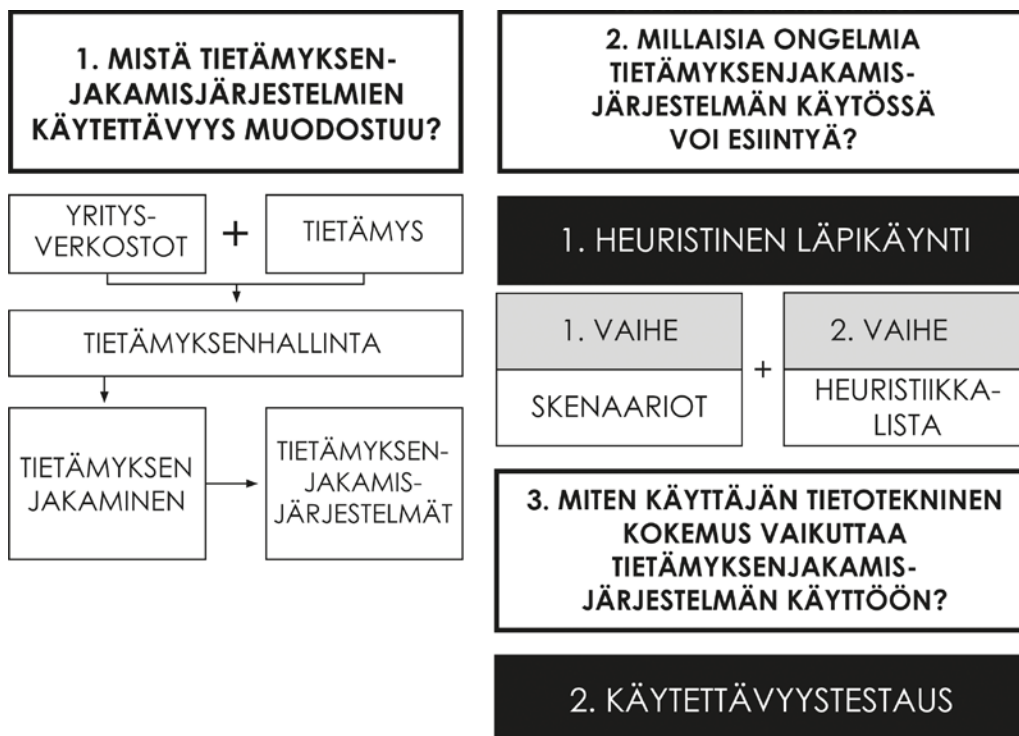 1. MISTÄ TIETÄMYKSEN-
JAKAMISJÄRJESTELMIEN
KÄYTETTÄVYYS MUODOSTUU?
YRITYS-
VERKOSTOT
+
TIETÄMYS
TIETÄMYKSENHALLINTA
TIETÄMYKSEN
JAKAMINEN
TIETÄMYKSEN-
JAKAMIS-
JÄRJESTELMÄT
2. MILLAISIA ONGELMIA
TIETÄMYKSENJAKAMIS-
JÄRJESTELMÄN KÄYTÖSSÄ
VOI ESIINTYÄ?
1. HEURISTINEN LÄPIKÄYNTI
1. VAIHE
SKENAARIOT
+
2. VAIHE
HEURISTIIKKA-
LISTA
3. MITEN KÄYTTÄJÄN TIETOTEKNINEN
KOKEMUS VAIKUTTAA
TIETÄMYKSENJAKAMIS-
JÄRJESTELMÄN KÄYTTÖÖN?
2. KÄYTETTÄVYYSTESTAUS